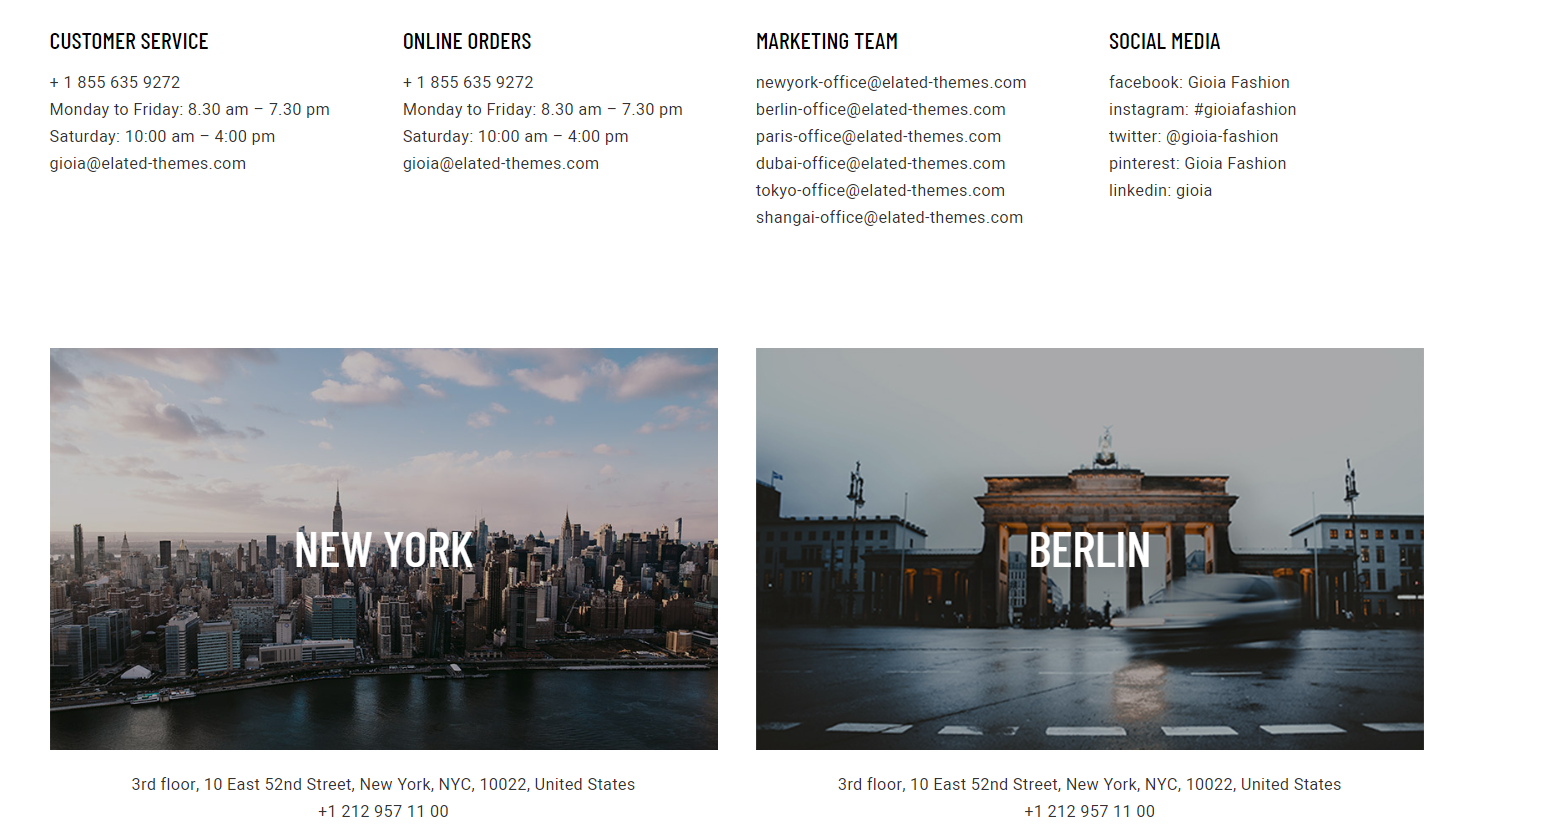 CUSTOMER SERVICE
+ 1 855 635 9272
Monday to Friday: 8.30 am – 7.30 pm
Saturday: 10:00 am – 4:00 pm
gioia@elated-themes.com
ONLINE ORDERS
+ 1 855 635 9272
Monday to Friday: 8.30 am – 7.30 pm
Saturday: 10:00 am – 4:00 pm
gioia@elated-themes.com
MARKETING TEAM
newyork-office@elated-themes.com
berlin-office@elated-themes.com
paris-office@elated-themes.com
dubai-office@elated-themes.com
tokyo-office@elated-themes.com
shangai-office@elated-themes.com
SOCIAL MEDIA
facebook: Gioia Fashion
instagram: #gioiafashion
twitter: @gioia-fashion
pinterest: Gioia Fashion
linkedin: gioia
NEW YORK
3rd floor, 10 East 52nd Street, New York, NYC, 10022, United States
+1 212 957 11 00
BERLIN
3rd floor, 10 East 52nd Street, New York, NYC, 10022, United States
+1 212 957 11 00